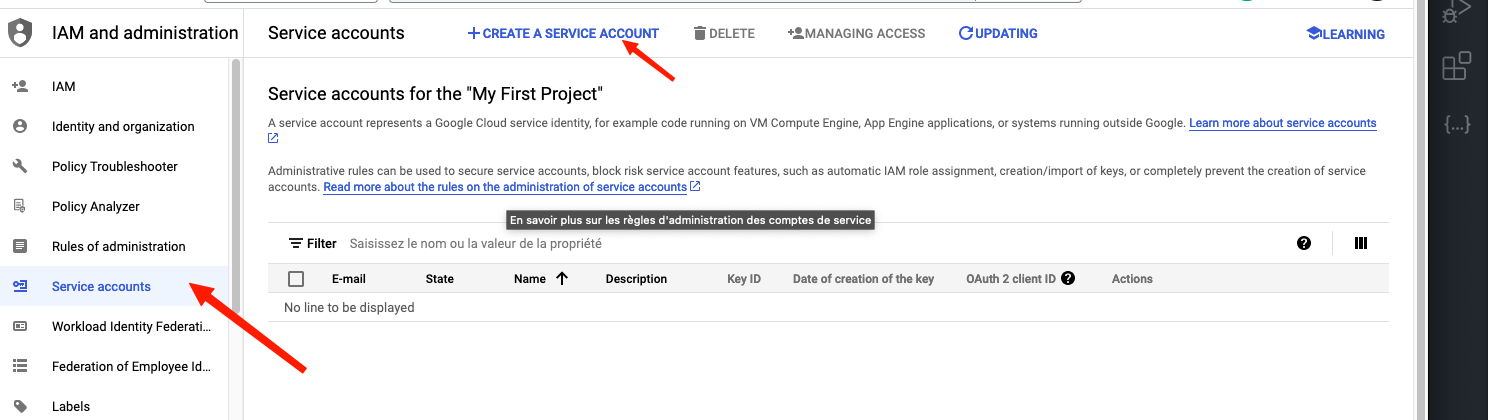 IAM and administration
Service accounts
CREATE A SERVICE ACCOUNT
DELETE
MANAGING ACCESS
UPDATING
LEARNING
IAM
Identity and organization
Policy Troubleshooter
Policy Analyzer
Rules of administration
Service accounts
Workload Identity Federati...
Federation of Employee Id...
Labels
Service accounts for the "My First Project"
A service account represents a Google Cloud service identity, for example code running on VM Compute Engine, App Engine applications, or systems running outside Google. Learn more about service accounts
Administrative rules can be used to secure service accounts, block risk service account features, such as automatic IAM role assignment, creation/import of keys, or completely prevent the creation of service
accounts. Read more about the rules on the administration of service accounts
En savoir plus sur les règles d'administration des comptes de service
Filter Saisissez le nom ou la valeur de la propriété
E-mail State Name Description Key ID Date of creation of the key OAuth 2 client ID Actions
No line to be displayed